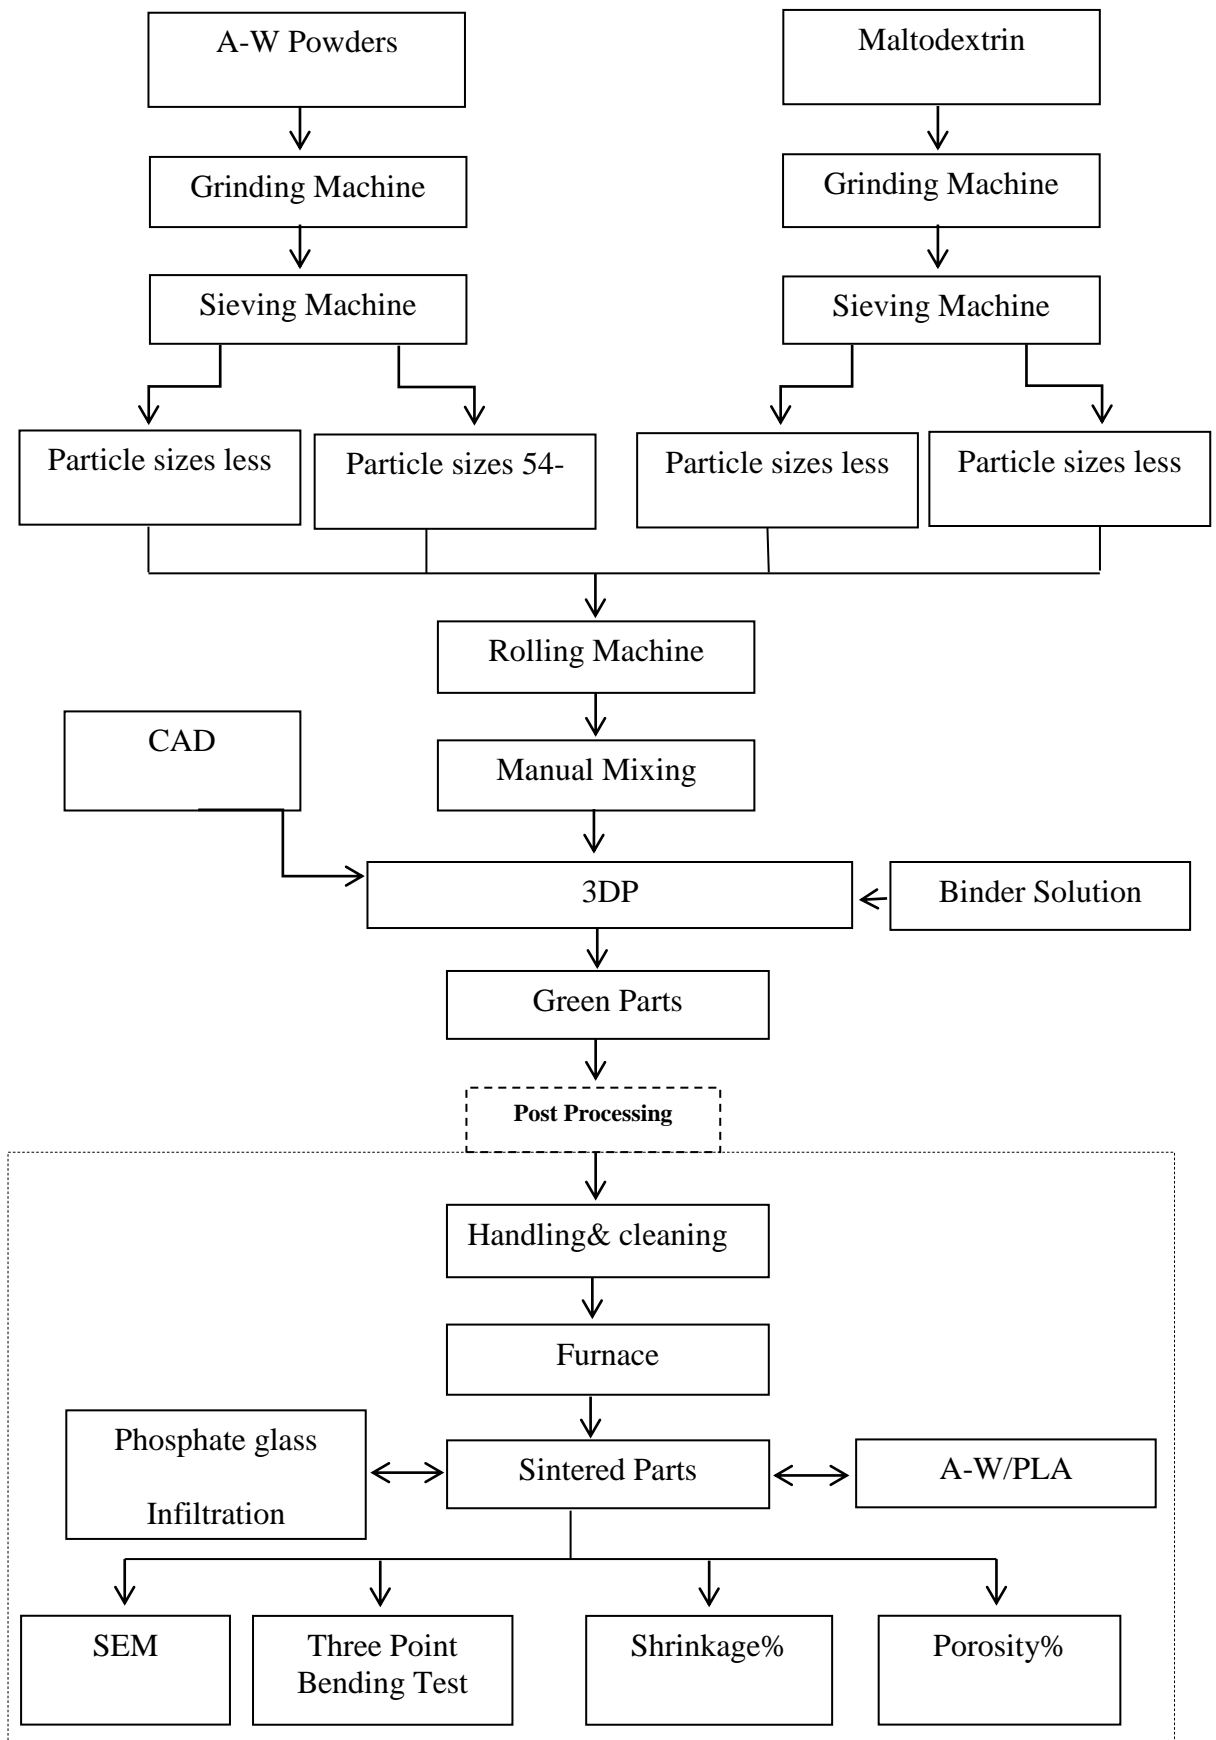 A-W Powders
Maltodextrin
Grinding Machine
Grinding Machine
Sieving Machine
Sieving Machine
Particle sizes less
Particle sizes 54-
Particle sizes less
Particle sizes less
Rolling Machine
CAD
Manual Mixing
3DP
Binder Solution
Green Parts
Post Processing
Handling& cleaning
Furnace
Phosphate glass
Infiltration
Sintered Parts
A-W/PLA
SEM
Three Point
Bending Test
Shrinkage%
Porosity%